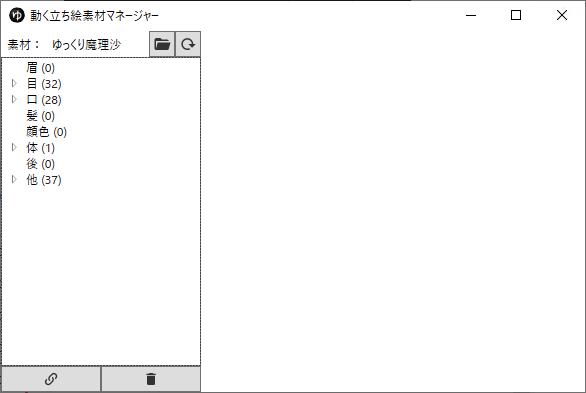 ゆ 動く立ち絵素材マネージャー
素材： ゆっくり魔理沙
眉 (0)
目 (32)
口 (28)
髪 (0)
顔色 (0)
体 (1)
後 (0)
他 (37)